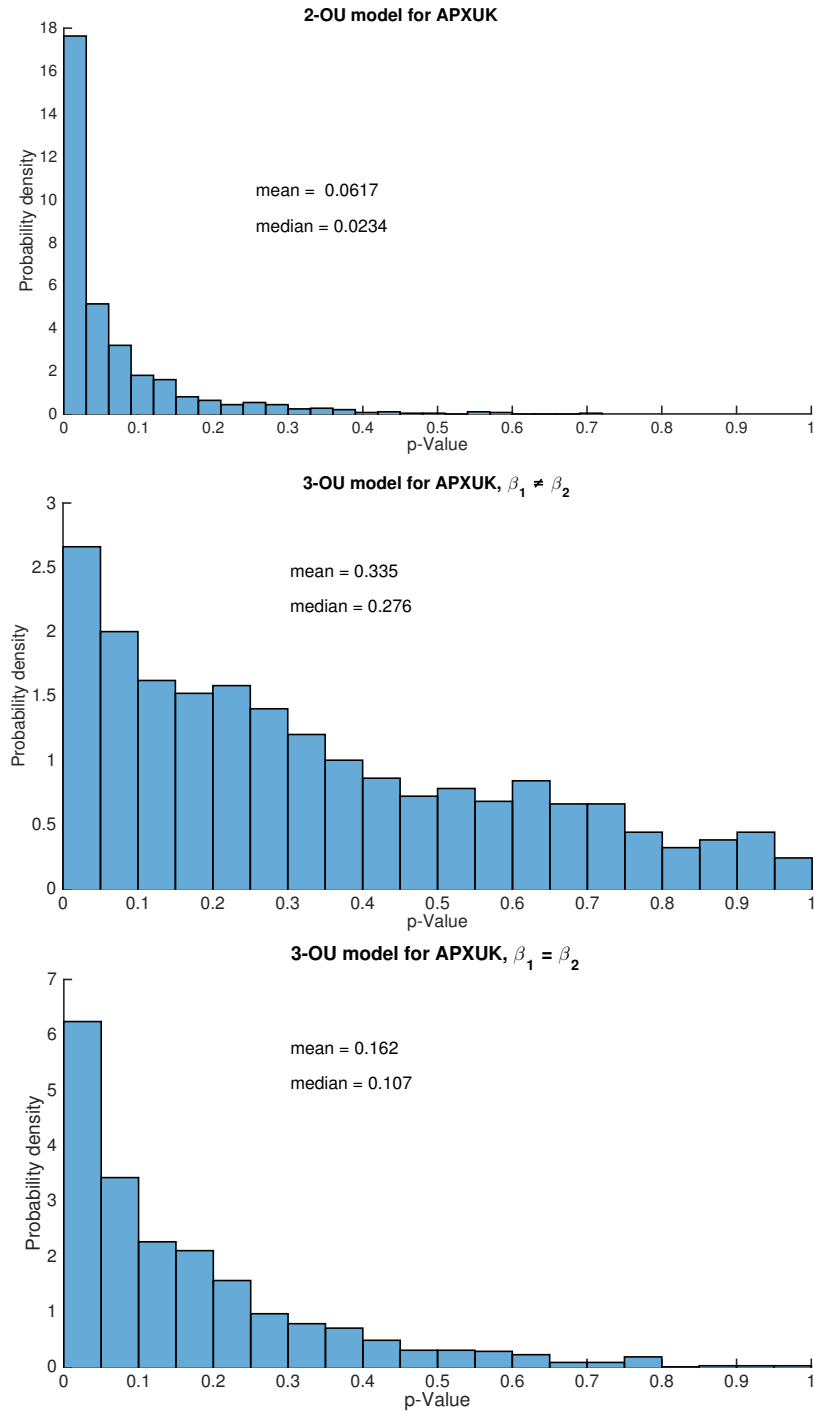 2-OU model for APXUK
18
16
14
12
10
8
6
4
2
0
Probability density
mean = 0.0617
median = 0.0234
0 0.1 0.2 0.3 0.4 0.5 0.6 0.7 0.8 0.9 1
p-Value
3-OU model for APXUK, β1 ≠ β2
3
2.5
2
1.5
1
0.5
0
Probability density
mean = 0.335
median = 0.276
0 0.1 0.2 0.3 0.4 0.5 0.6 0.7 0.8 0.9 1
p-Value
3-OU model for APXUK, β1 = β2
7
6
5
4
3
2
1
0
Probability density
mean = 0.162
median = 0.107
0 0.1 0.2 0.3 0.4 0.5 0.6 0.7 0.8 0.9 1
p-Value